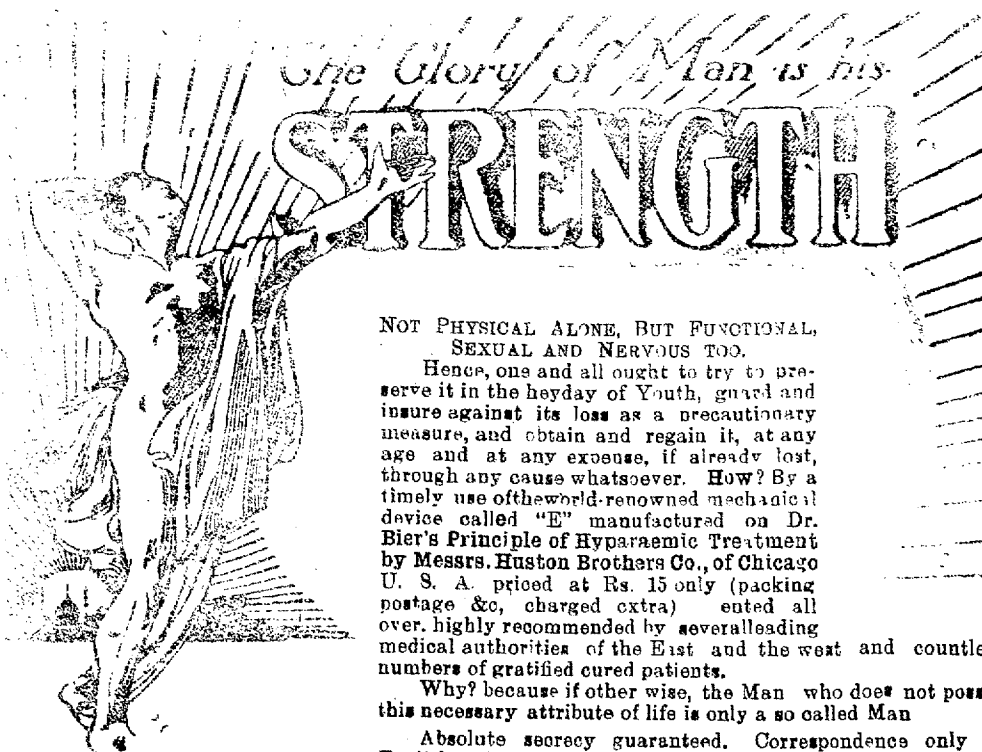 The Glory of Man is his
STRENGTH
NOT PHYSICAL ALONE, BUT FUNCTIONAL,
SEXUAL AND NERVOUS TOO.
Hence, one and all ought to try to pre-
serve it in the heyday of Youth, guard and
insure against its loss as a precautionary
measure, and obtain and regain it, at any
age and at any expense, if already lost,
through any cause whatsoever. How? By a
timely use oftheworld-renowned mechanical
device called "E" manufactured on Dr.
Bier's Principle of Hyparaemic Treatment
by Messrs. Huston Brothers Co., of Chicago
U. S. A. priced at Rs. 15 only (packing
postage &c, charged extra) ented all
over. highly recommended by severalleading
medical authorities of the East and the west and countle
numbers of gratified cured patients.
Why? because if other wise, the Man who does not poss
this necessary attribute of life is only a so called Man
Absolute secrecy guaranteed. Correspondence only